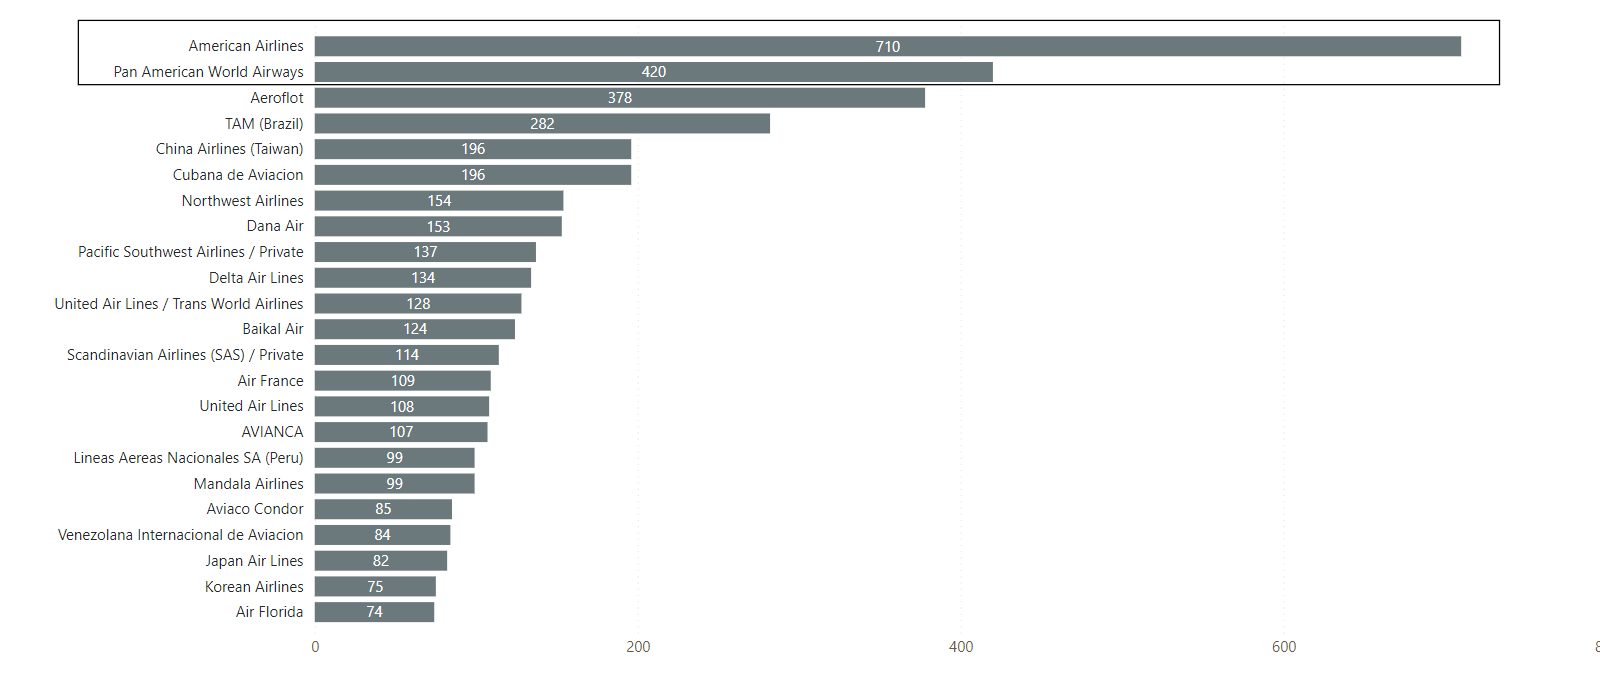 American Airlines 710
Pan American World Airways 420
Aeroflot 378
TAM (Brazil) 282
China Airlines (Taiwan) 196
Cubana de Aviacion 196
Northwest Airlines 154
Dana Air 153
Pacific Southwest Airlines / Private 137
Delta Air Lines 134
United Air Lines / Trans World Airlines 128
Baikal Air 124
Scandinavian Airlines (SAS) / Private 114
Air France 109
United Air Lines 108
AVIANCA 107
Lineas Aereas Nacionales SA (Peru) 99
Mandala Airlines 99
Aviaco Condor 85
Venezolana Internacional de Aviacion 84
Japan Air Lines 82
Korean Airlines 75
Air Florida 74
0 200 400 600